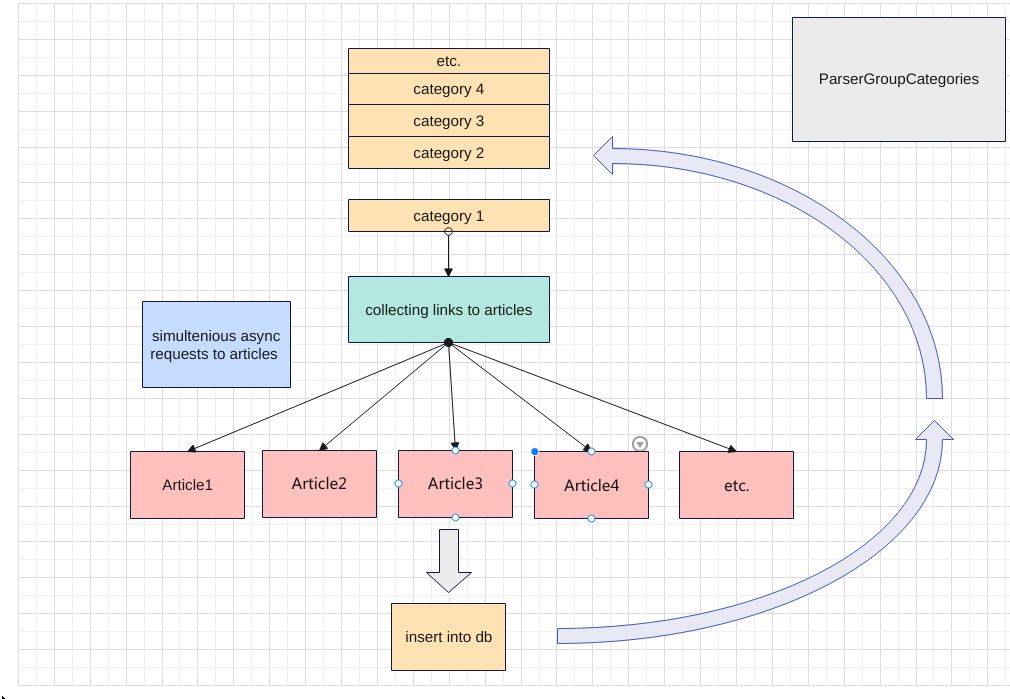 ParserGroupCategories
etc.
category 4
category 3
category 2
category 1
collecting links to articles
simultenious async
requests to articles
Article1
Article2
Article3
Article4
etc.
insert into db